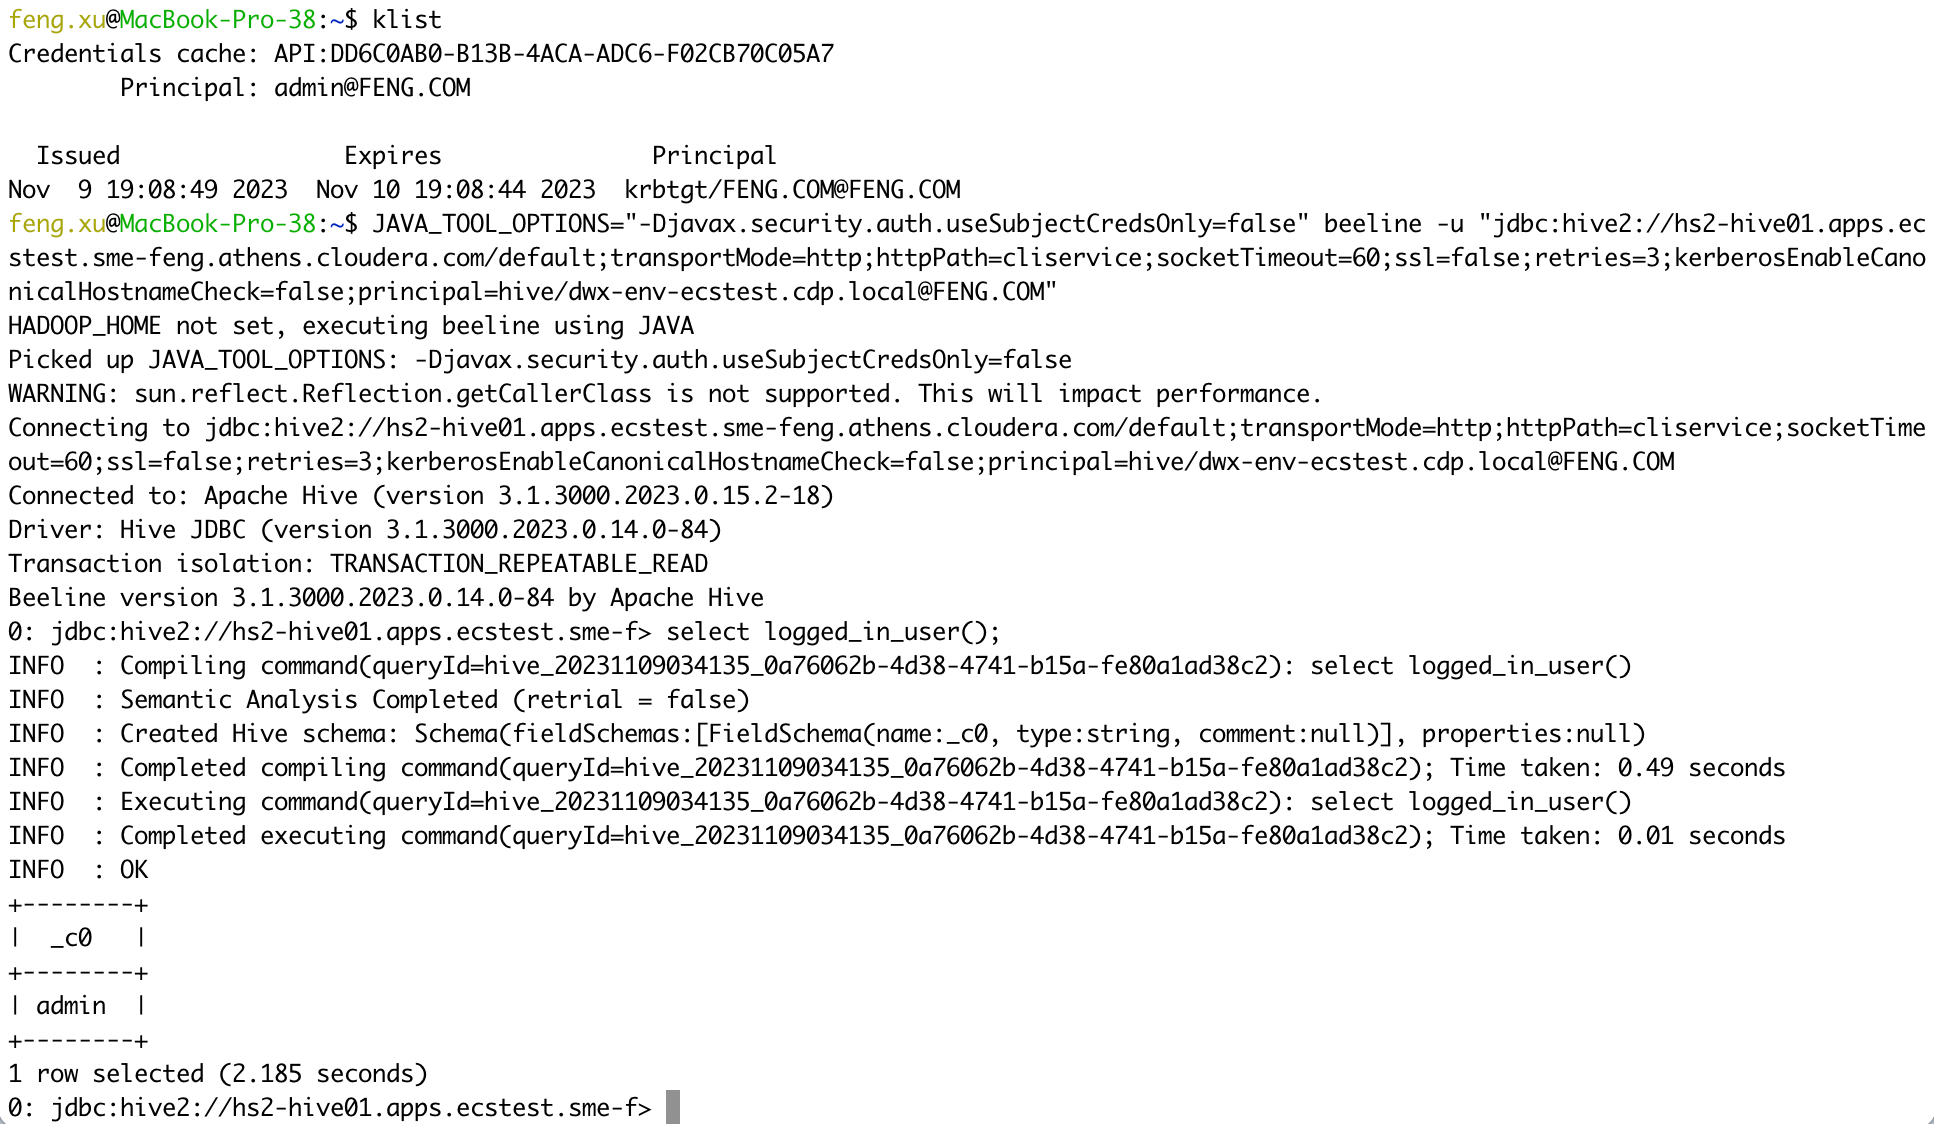 feng.xu@MacBook-Pro-38:~$ klist
Credentials cache: API:DD6C0AB0-B13B-4ACA-ADC6-F02CB70C05A7
        Principal: admin@FENG.COM

  Issued                Expires               Principal
Nov  9 19:08:49 2023  Nov 10 19:08:44 2023  krbtgt/FENG.COM@FENG.COM
feng.xu@MacBook-Pro-38:~$ JAVA_TOOL_OPTIONS="-Djavax.security.auth.useSubjectCredsOnly=false" beeline -u "jdbc:hive2://hs2-hive01.apps.ec
stest.sme-feng.athens.cloudera.com/default;transportMode=http;httpPath=cliservice;socketTimeout=60;ssl=false;retries=3;kerberosEnableCano
nicalHostnameCheck=false;principal=hive/dwx-env-ecstest.cdp.local@FENG.COM"
HADOOP_HOME not set, executing beeline using JAVA
Picked up JAVA_TOOL_OPTIONS: -Djavax.security.auth.useSubjectCredsOnly=false
WARNING: sun.reflect.Reflection.getCallerClass is not supported. This will impact performance.
Connecting to jdbc:hive2://hs2-hive01.apps.ecstest.sme-feng.athens.cloudera.com/default;transportMode=http;httpPath=cliservice;socketTime
out=60;ssl=false;retries=3;kerberosEnableCanonicalHostnameCheck=false;principal=hive/dwx-env-ecstest.cdp.local@FENG.COM
Connected to: Apache Hive (version 3.1.3000.2023.0.15.2-18)
Driver: Hive JDBC (version 3.1.3000.2023.0.14.0-84)
Transaction isolation: TRANSACTION_REPEATABLE_READ
Beeline version 3.1.3000.2023.0.14.0-84 by Apache Hive
0: jdbc:hive2://hs2-hive01.apps.ecstest.sme-f> select logged_in_user();
INFO  : Compiling command(queryId=hive_20231109034135_0a76062b-4d38-4741-b15a-fe80a1ad38c2): select logged_in_user()
INFO  : Semantic Analysis Completed (retrial = false)
INFO  : Created Hive schema: Schema(fieldSchemas:[FieldSchema(name:_c0, type:string, comment:null)], properties:null)
INFO  : Completed compiling command(queryId=hive_20231109034135_0a76062b-4d38-4741-b15a-fe80a1ad38c2); Time taken: 0.49 seconds
INFO  : Executing command(queryId=hive_20231109034135_0a76062b-4d38-4741-b15a-fe80a1ad38c2): select logged_in_user()
INFO  : Completed executing command(queryId=hive_20231109034135_0a76062b-4d38-4741-b15a-fe80a1ad38c2); Time taken: 0.01 seconds
INFO  : OK
+--------+
|  _c0   |
+--------+
| admin  |
+--------+
1 row selected (2.185 seconds)
0: jdbc:hive2://hs2-hive01.apps.ecstest.sme-f>